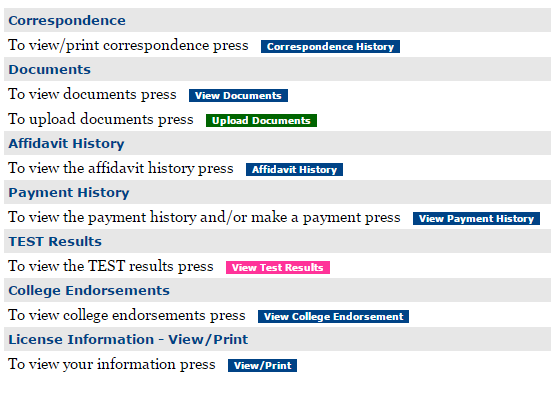 Correspondence
To view/print correspondence press Correspondence History
Documents
To view documents press View Documents
To upload documents press Upload Documents
Affidavit History
To view the affidavit history press Affidavit History
Payment History
To view the payment history and/or make a payment press View Payment History
TEST Results
To view the TEST results press View Test Results
College Endorsements
To view college endorsements press View College Endorsement
License Information - View/Print
To view your information press View/Print